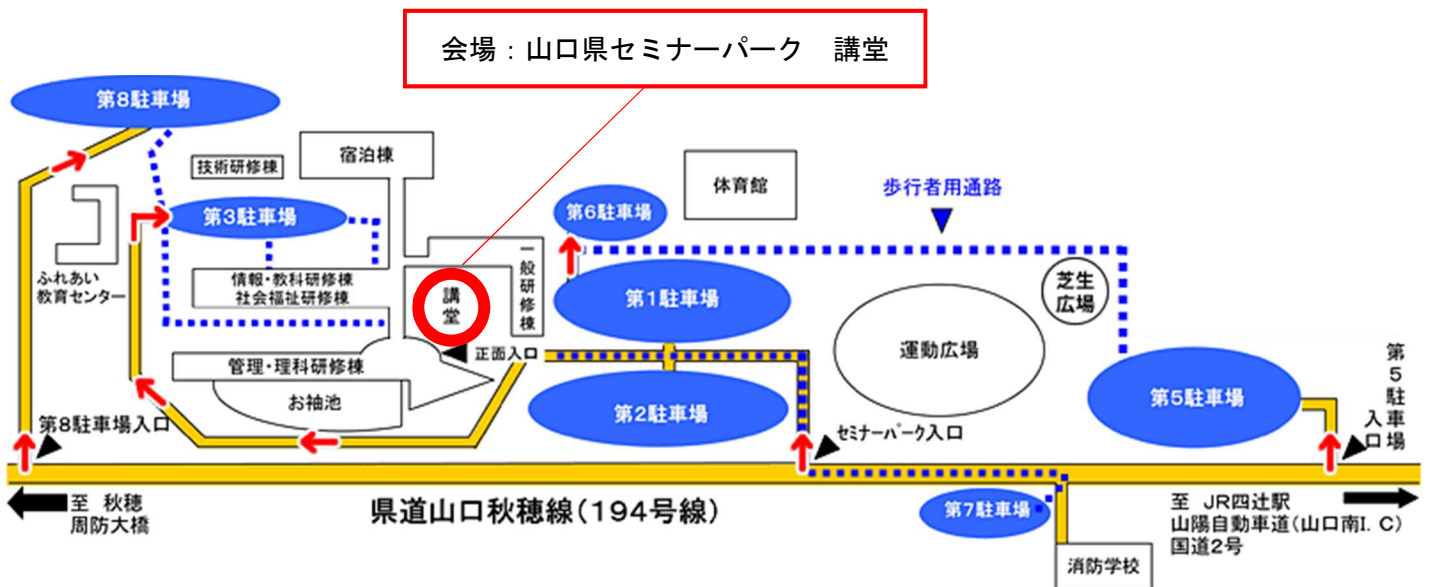 会場：山口県セミナーパーク　講堂
第8駐車場
技術研修棟
宿泊棟
体育館
歩行者用通路
第3駐車場
第6駐車場
ふれあい
教育センター
情報・教科研修棟
社会福祉研修棟
講堂
一般研修棟
第1駐車場
芝生
広場
運動広場
正面入口
管理・理科研修棟
お袖池
第2駐車場
第5駐車場
第5駐車場
入口
第8駐車場入口
セミナーパーク入口
至 秋穂
周防大橋
県道山口秋穂線(194号線)
第7駐車場
至 JR四辻駅
山陽自動車道(山口南I. C)
国道2号
消防学校